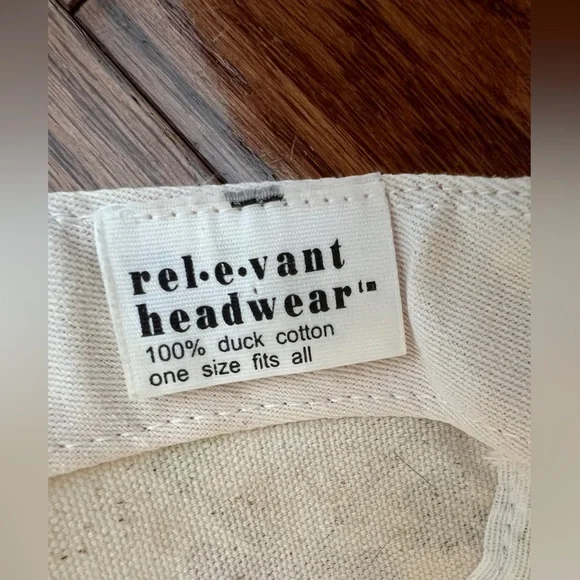 rel•e•vant
headwear™
100% duck cotton
one size fits all